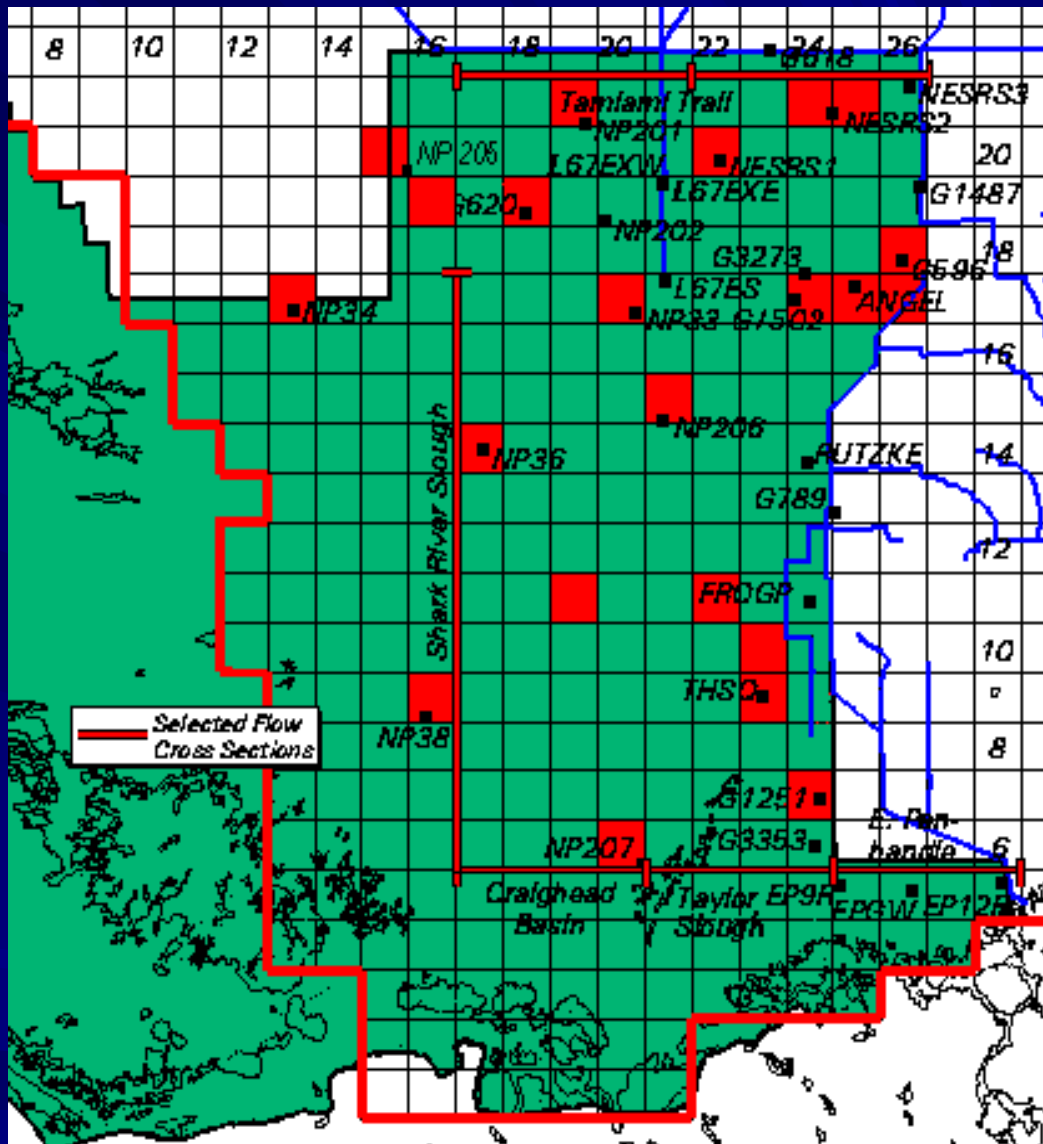 8 10 12 14 16 18 20 22 24 26
G618
NESRS3
Tamiami Trail
NP201
NESRS2
NP 205
L67EXW
NESRS1
20
L67EXE
G1487
G620
NP202
18
G3273
G596
L67ES
ANGEL
NP34
NP33
G1502
16
NP206
Shark River Slough
NP36
RUTZKE
14
G789
12
FROGP
10
THSO
Selected Flow
Cross Sections
NP38
8
G1251
E. Pan-
handle
NP207
G3353
6
Craighead
Basin
Taylor
Slough
EP9R
EPGW